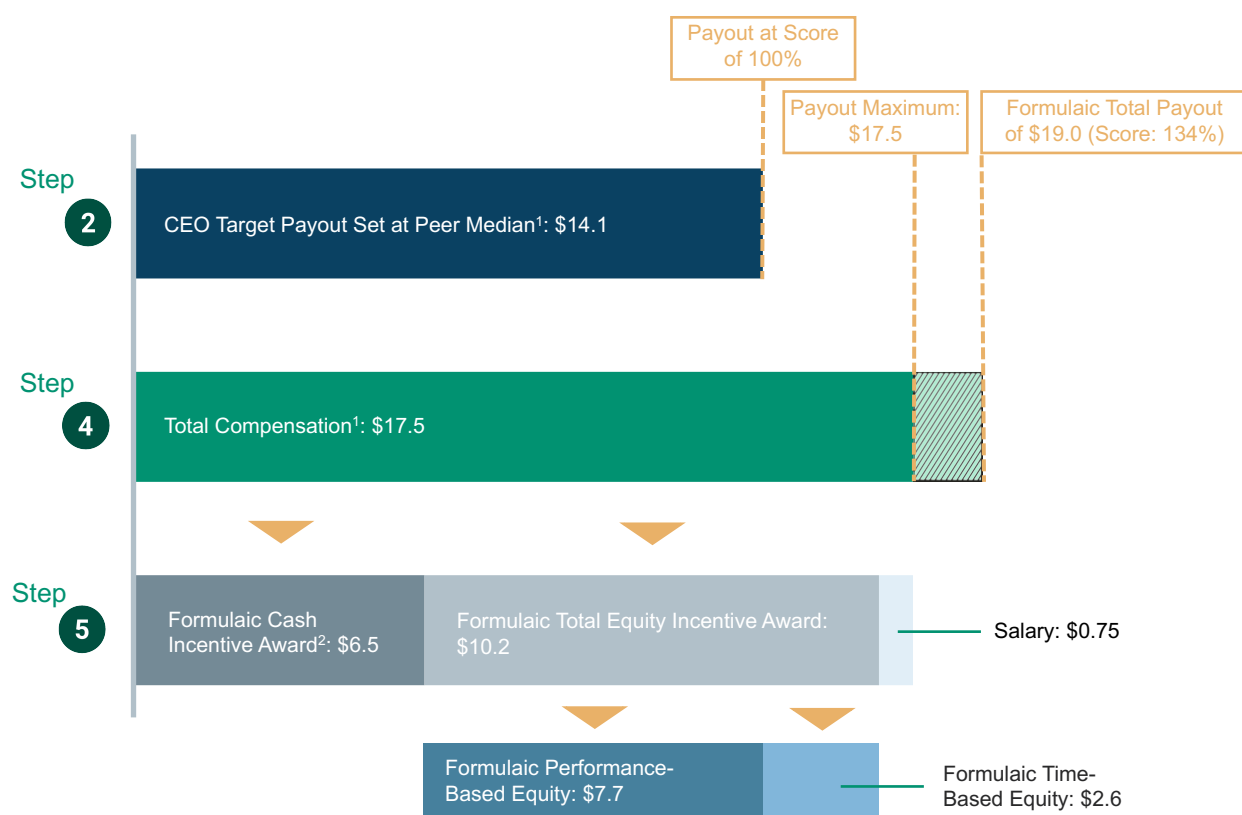 Payout at Score
of 100%
Payout Maximum:
$17.5
Formulaic Total Payout
of $19.0 (Score: 134%)
Step
2
CEO Target Payout Set at Peer Median¹: $14.1
Step
4
Total Compensation¹: $17.5
Step
5
Formulaic Cash
Incentive Award²: $6.5
Formulaic Total Equity Incentive Award:
$10.2
Salary: $0.75
Formulaic Performance-
Based Equity: $7.7
Formulaic Time-
Based Equity: $2.6